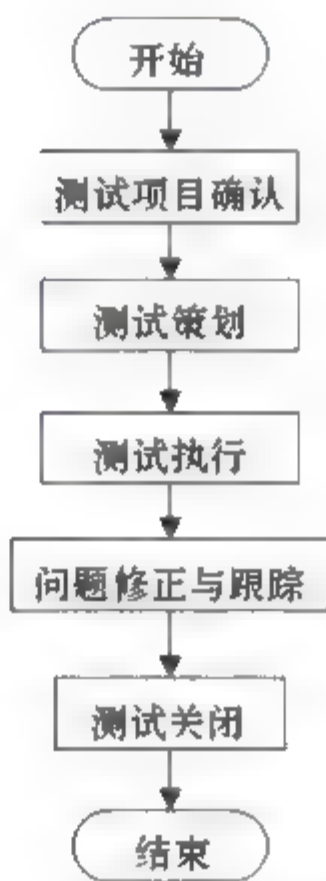 开始
测试项目确认
测试策划
测试执行
问题修正与跟踪
测试关闭
结束